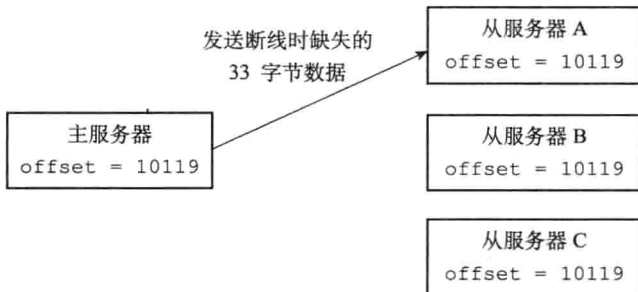 发送断线时缺失的
33 字节数据
主服务器
offset = 10119
从服务器 A
offset = 10119
从服务器 B
offset = 10119
从服务器 C
offset = 10119